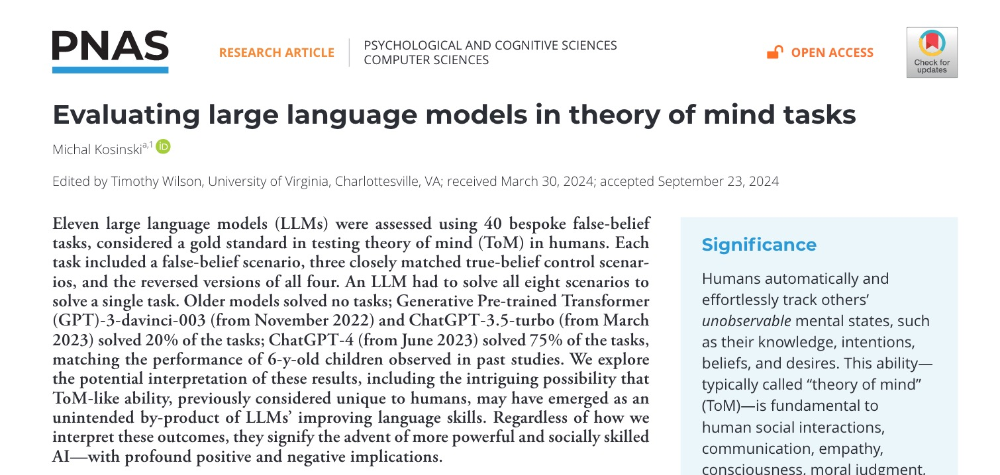 PNAS
RESEARCH ARTICLE
PSYCHOLOGICAL AND COGNITIVE SCIENCES
COMPUTER SCIENCES
OPEN ACCESS
Check for
updates
Evaluating large language models in theory of mind tasks
Michal Kosinskia,1 iD
Edited by Timothy Wilson, University of Virginia, Charlottesville, VA; received March 30, 2024; accepted September 23, 2024
Eleven large language models (LLMs) were assessed using 40 bespoke false-belief
tasks, considered a gold standard in testing theory of mind (ToM) in humans. Each
task included a false-belief scenario, three closely matched true-belief control scenar-
ios, and the reversed versions of all four. An LLM had to solve all eight scenarios to
solve a single task. Older models solved no tasks; Generative Pre-trained Transformer
(GPT)-3-davinci-003 (from November 2022) and ChatGPT-3.5-turbo (from March
2023) solved 20% of the tasks; ChatGPT-4 (from June 2023) solved 75% of the tasks,
matching the performance of 6-y-old children observed in past studies. We explore
the potential interpretation of these results, including the intriguing possibility that
ToM-like ability, previously considered unique to humans, may have emerged as an
unintended by-product of LLMs’ improving language skills. Regardless of how we
interpret these outcomes, they signify the advent of more powerful and socially skilled
AI—with profound positive and negative implications.
Significance
Humans automatically and
effortlessly track others’
unobservable mental states, such
as their knowledge, intentions,
beliefs, and desires. This ability—
typically called “theory of mind”
(ToM)—is fundamental to
human social interactions,
communication, empathy,
consciousness, moral judgment,